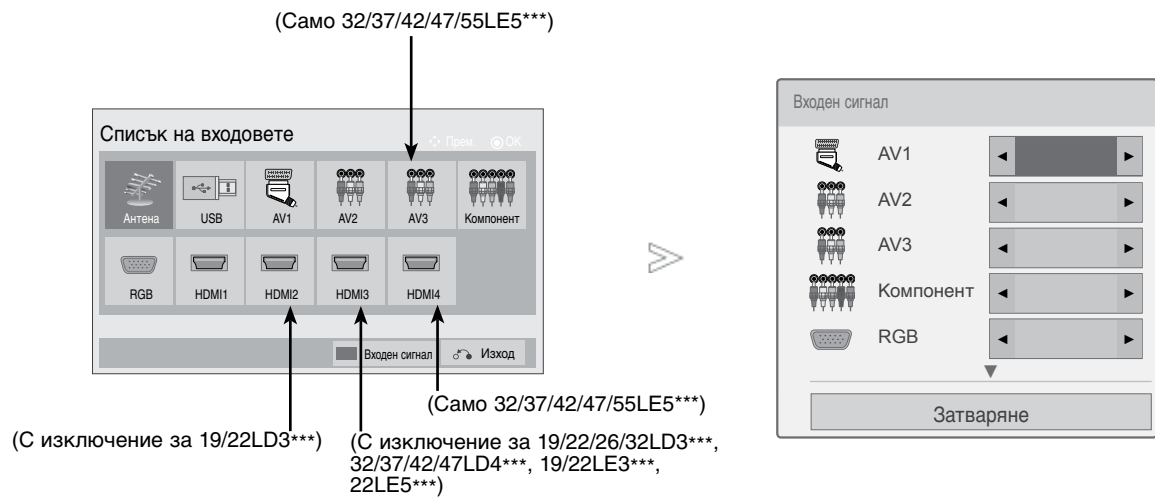 (Само 32/37/42/47/55LE5***)
Списък на входовете
Прем. OK
Антена
USB
AV1
AV2
AV3
Компонент
RGB
HDMI1
HDMI2
HDMI3
HDMI4
Входен сигнал
Изход
(Само 32/37/42/47/55LE5***)
(С изключение за 19/22LD3***)
(С изключение за 19/22/26/32LD3***,
32/37/42/47LD4***, 19/22LE3***,
22LE5***)
Входен сигнал
AV1
AV2
AV3
Компонент
RGB
Затваряне